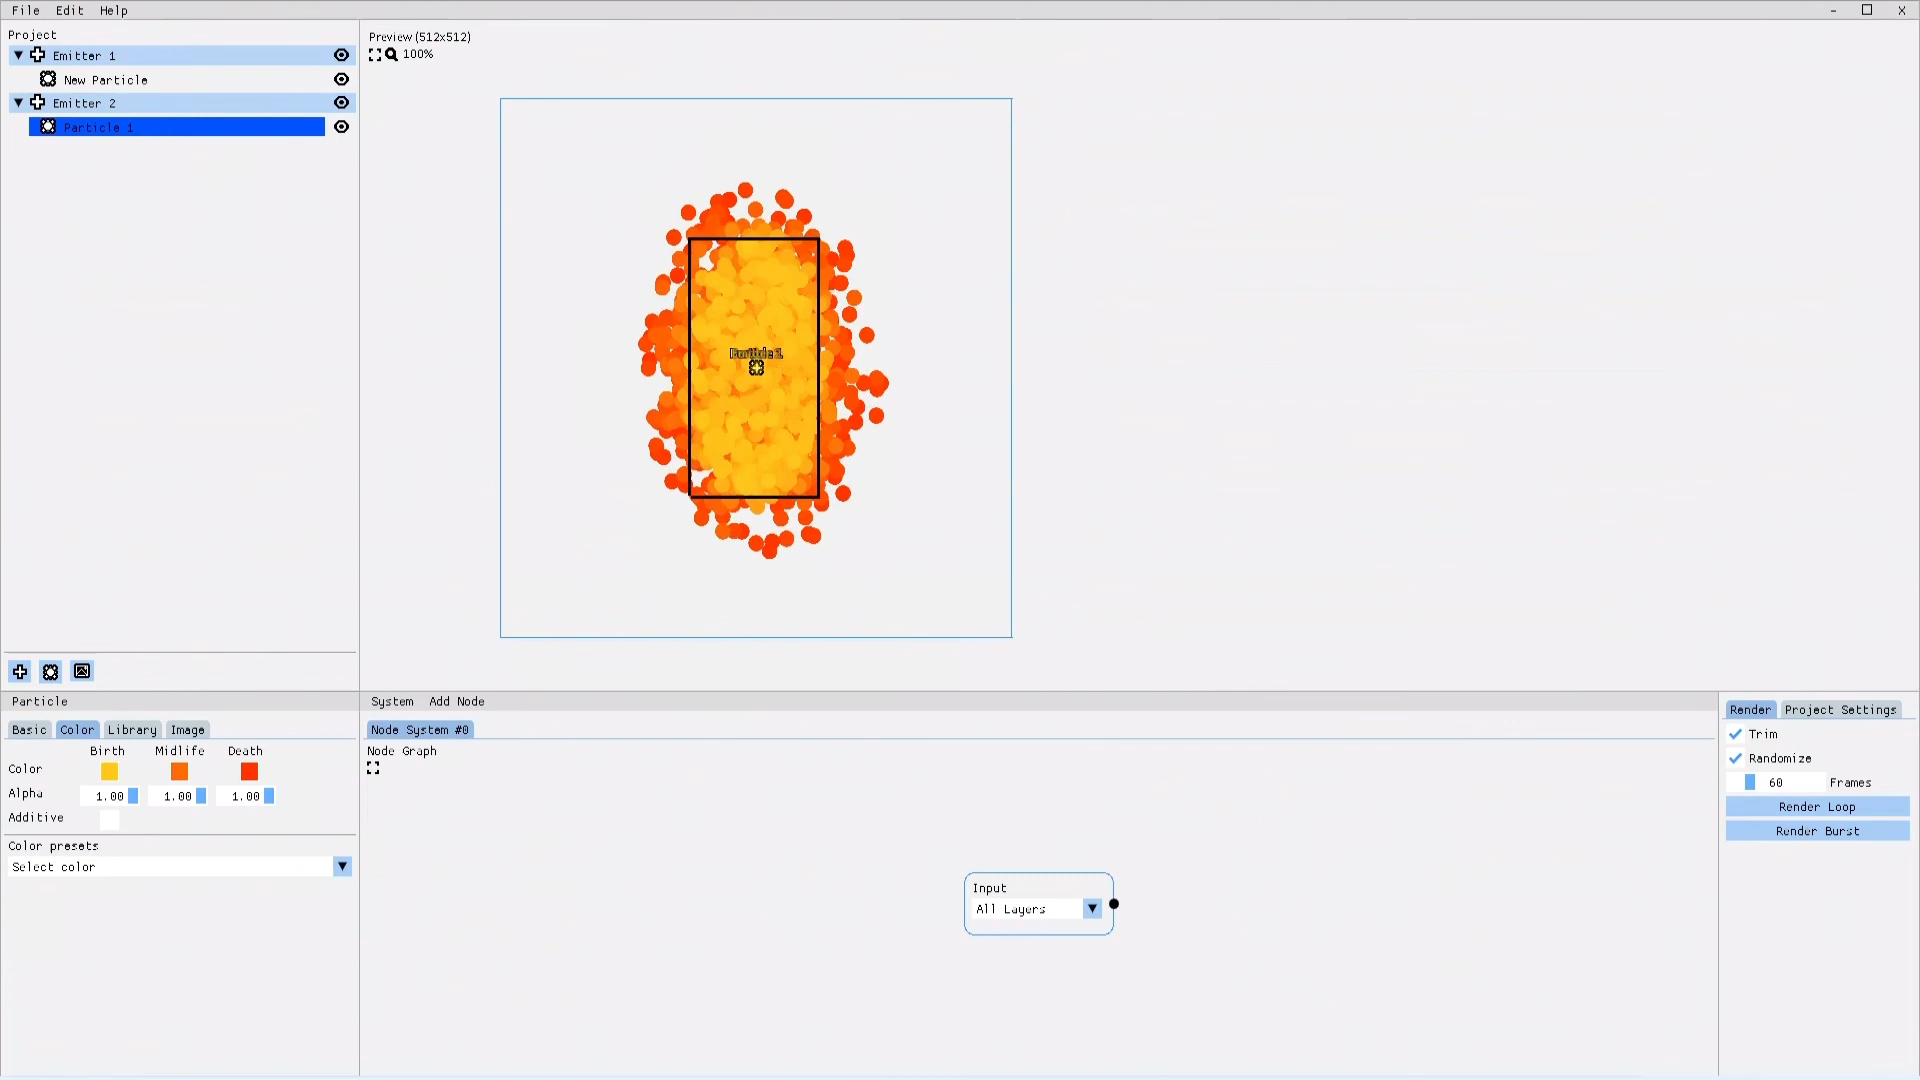 File Edit Help
- X
Project
Emitter 1
New Particle
Emitter 2
Particle 1
Preview (512x512)
100%
Particle
Basic Color Library Image
Birth Midlife Death
Color
Alpha 1.00 1.00 1.00
Additive
Color presets
Select color
System Add Node
Node System #0
Node Graph
Input
All Layers
Render Project Settings
Trim
Randomize
60 Frames
Render Loop
Render Burst